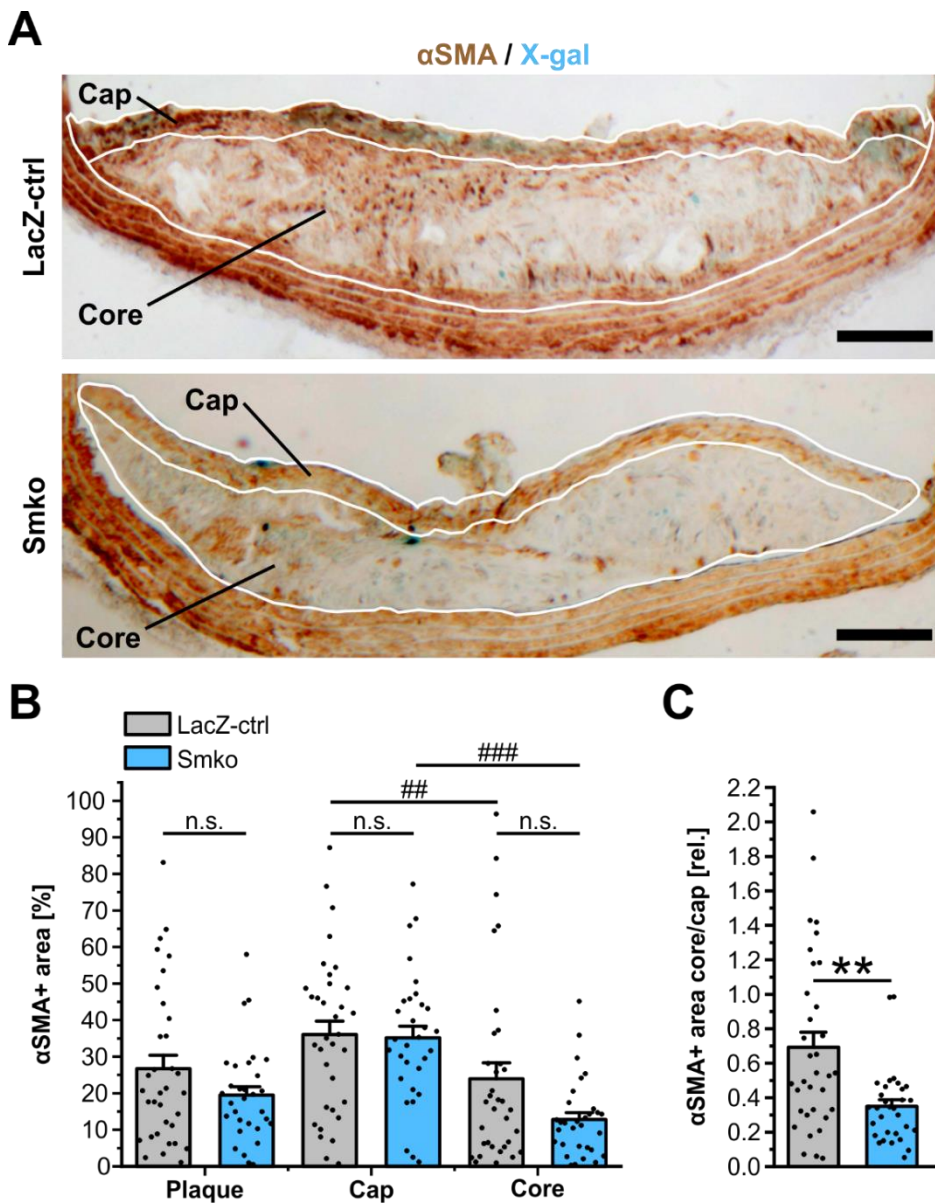 A
αSMA / X-gal
Cap
LacZ-ctrl
Core
Cap
Smko
Core
B
LacZ-ctrl
Smko
C
###
##
n.s.
n.s.
n.s.
αSMA+ area [%]
100
90
80
70
60
50
40
30
20
10
0
Plaque
Cap
Core
αSMA+ area core/cap [rel.]
2.2
2.0
1.8
1.6
1.4
1.2
1.0
0.8
0.6
0.4
0.2
0.0
**